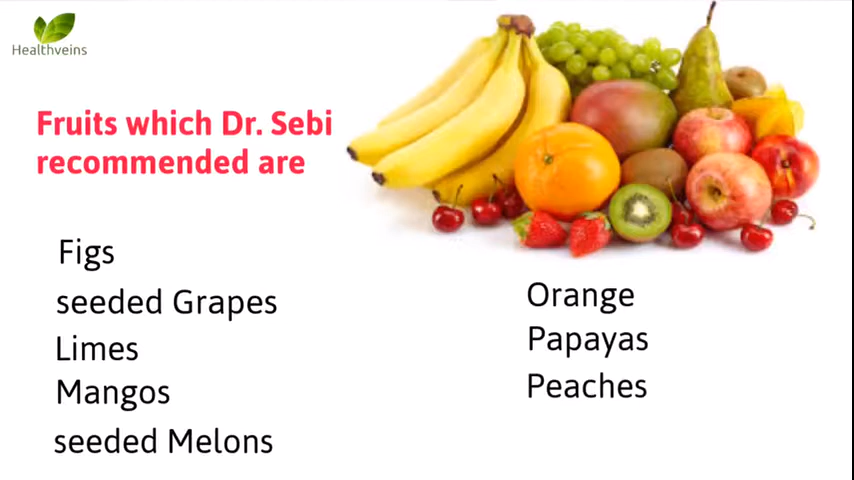 Healthveins
Fruits which Dr. Sebi
recommended are
Figs
seeded Grapes
Limes
Mangos
seeded Melons
Orange
Papayas
Peaches